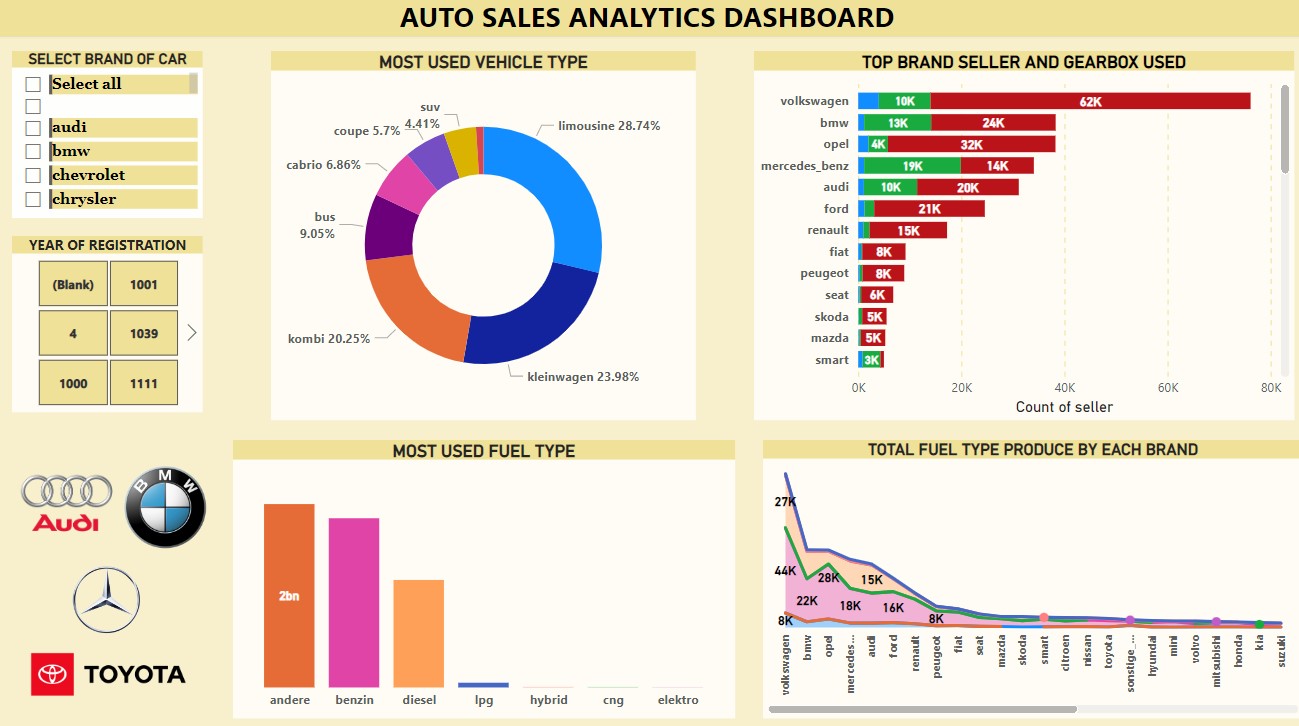 AUTO SALES ANALYTICS DASHBOARD
SELECT BRAND OF CAR
Select all
audi
bmw
chevrolet
chrysler
YEAR OF REGISTRATION
(Blank) 1001
4 1039
1000 1111
Audi
BMW
TOYOTA
MOST USED VEHICLE TYPE
limousine 28.74%
kleinwagen 23.98%
kombi 20.25%
bus
9.05%
cabrio 6.86%
coupe 5.7%
suv
4.41%
TOP BRAND SELLER AND GEARBOX USED
volkswagen 10K 62K
bmw 13K 24K
opel 4K 32K
mercedes_benz 19K 14K
audi 10K 20K
ford 21K
renault 15K
fiat 8K
peugeot 8K
seat 6K
skoda 5K
mazda 5K
smart 3K
0K 20K 40K 60K 80K
Count of seller
MOST USED FUEL TYPE
2bn
andere benzin diesel lpg hybrid cng elektro
TOTAL FUEL TYPE PRODUCE BY EACH BRAND
27K
44K 28K 15K
22K 18K 16K
8K 8K
volkswagen
bmw
opel
mercedes...
audi
ford
renault
peugeot
fiat
seat
mazda
skoda
smart
citroen
nissan
toyota
sonstige_...
hyundai
mini
volvo
mitsubishi
honda
kia
suzuki